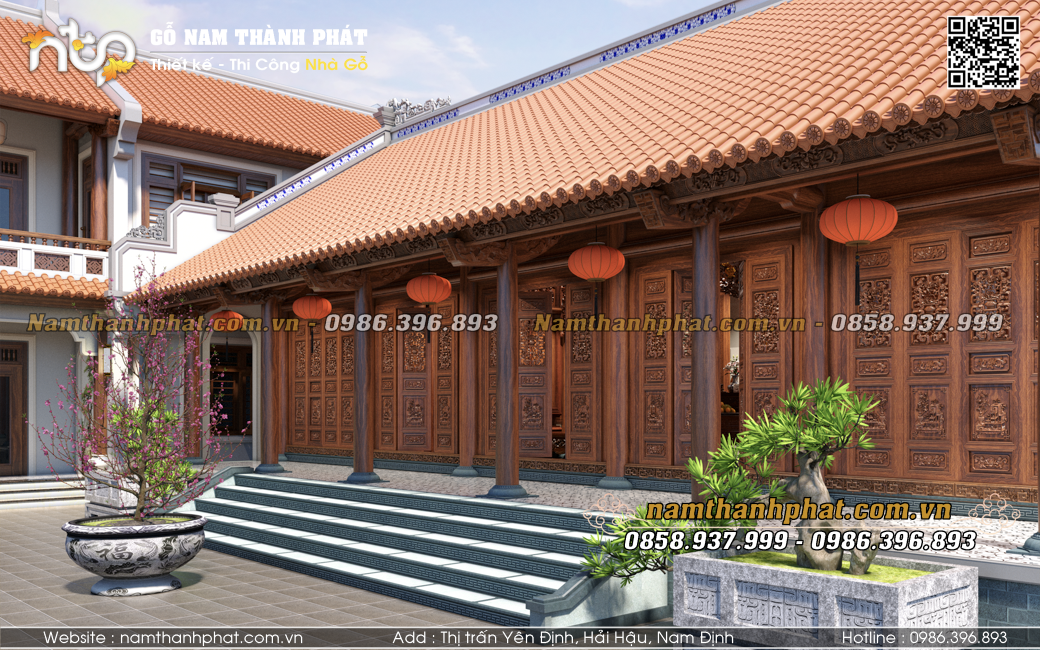 ntp
GỖ NAM THÀNH PHÁT
Thiết kế - Thi Công Nhà Gỗ
Namthanhphat.com.vn - 0986.396.893
Namthanhphat.com.vn - 0858.937.999
福
namthanhphat.com.vn
0858.937.999 - 0986.396.893
Website : namthanhphat.com.vn
Add : Thị trấn Yên Định, Hải Hậu, Nam Định
Hotline : 0986.396.893